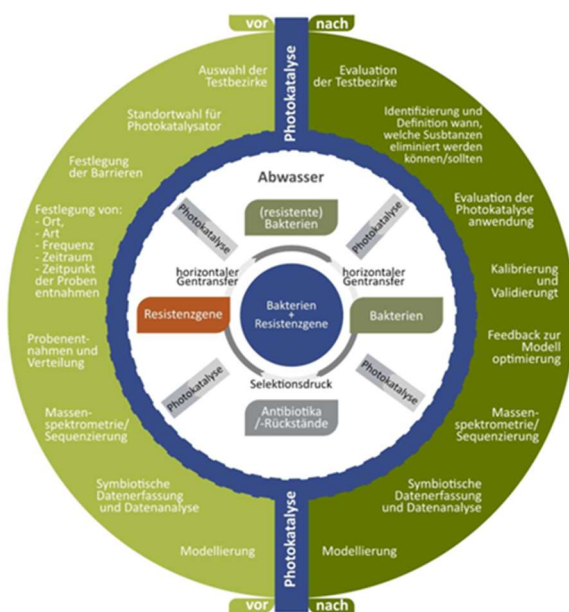 vor
nach
Photokatalyse
Auswahl der
Testbezirke
Standortwahl für
Photokatalysator
Festlegung
der Barrieren
Festlegung von:
- Ort,
- Art
- Frequenz
- Zeitraum
- Zeitpunkt
der Proben
entnahmen
Probenent-
nahmen und
Verteilung
Massen-
spektrometrie/
Sequenzierung
Symbiotische
Datenerfassung
und Datenanalyse
Modellierung
Evaluation
der Testbezirke
Identifizierung und
Definition wann,
welche Susbtanzen
eliminiert werden
können/sollten
Evaluation der
Photokatalyse
anwendung
Kalibrierung
und
Validierungt
Feedback zur
Modell
optimierung
Massen-
spektrometrie/
Sequenzierung
Symbiotische
Datenerfassung
und Datenanalyse
Modellierung
Abwasser
Photokatalyse
(resistente)
Bakterien
Photokatalyse
horizontaler
Gentransfer
horizontaler
Gentransfer
Resistenzgene
Bakterien
+
Resistenzgene
Bakterien
Photokatalyse
Selektionsdruck
Photokatalyse
Antibiotika
/-Rückstände
Photokatalyse
vor
nach